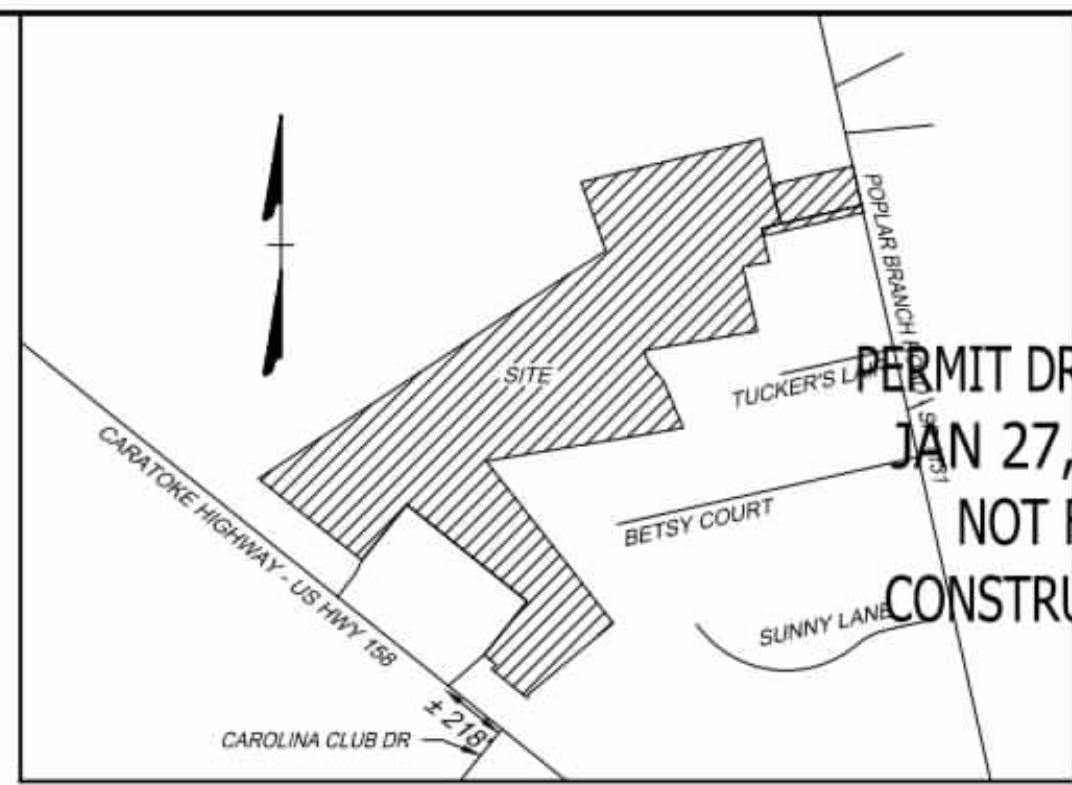 POPLAR BRANCH
SITE
TUCKER'S
PERMIT DR
JAN 27,
NOT F
CONSTRU
CARATOKE HIGHWAY - US HWY 158
BETSY COURT
SUNNY LANE
± 218'
CAROLINA CLUB DR